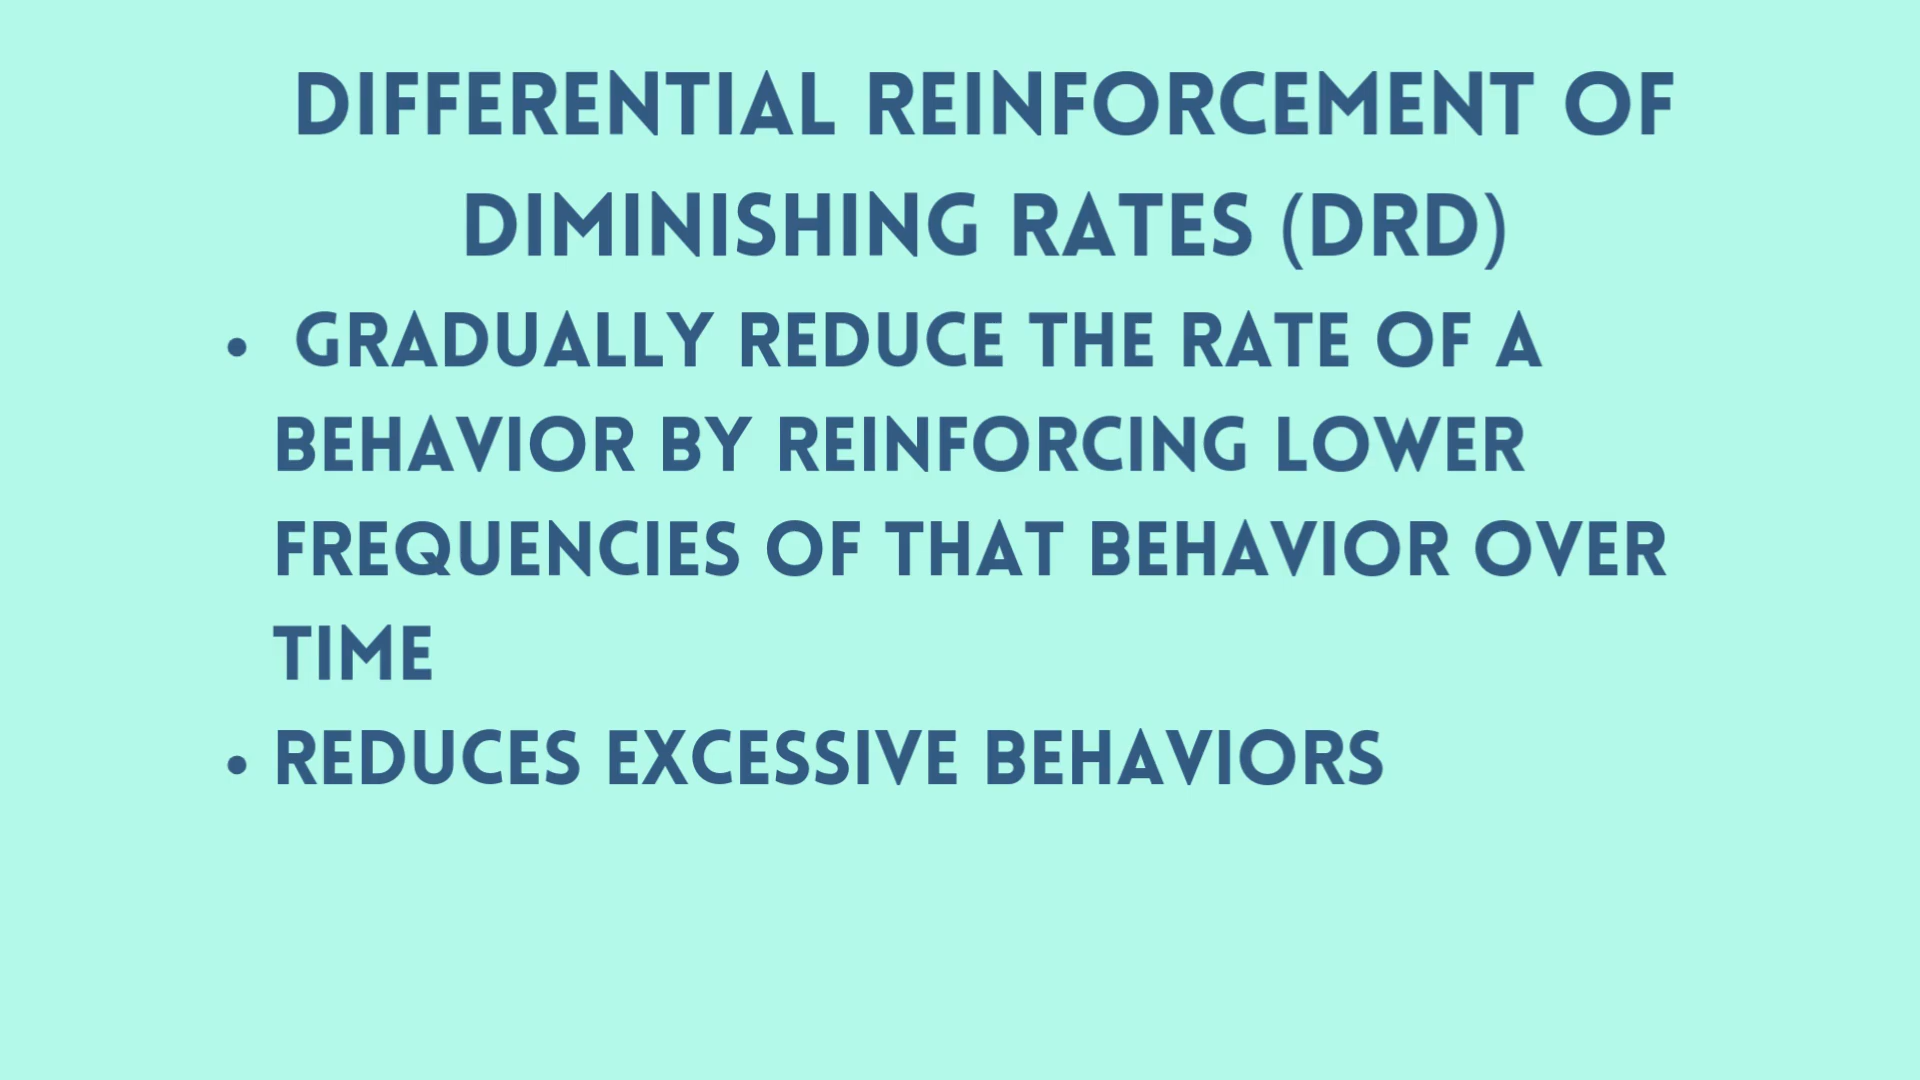 DIFFERENTIAL REINFORCEMENT OF
DIMINISHING RATES (DRD)
• GRADUALLY REDUCE THE RATE OF A
BEHAVIOR BY REINFORCING LOWER
FREQUENCIES OF THAT BEHAVIOR OVER
TIME
• REDUCES EXCESSIVE BEHAVIORS